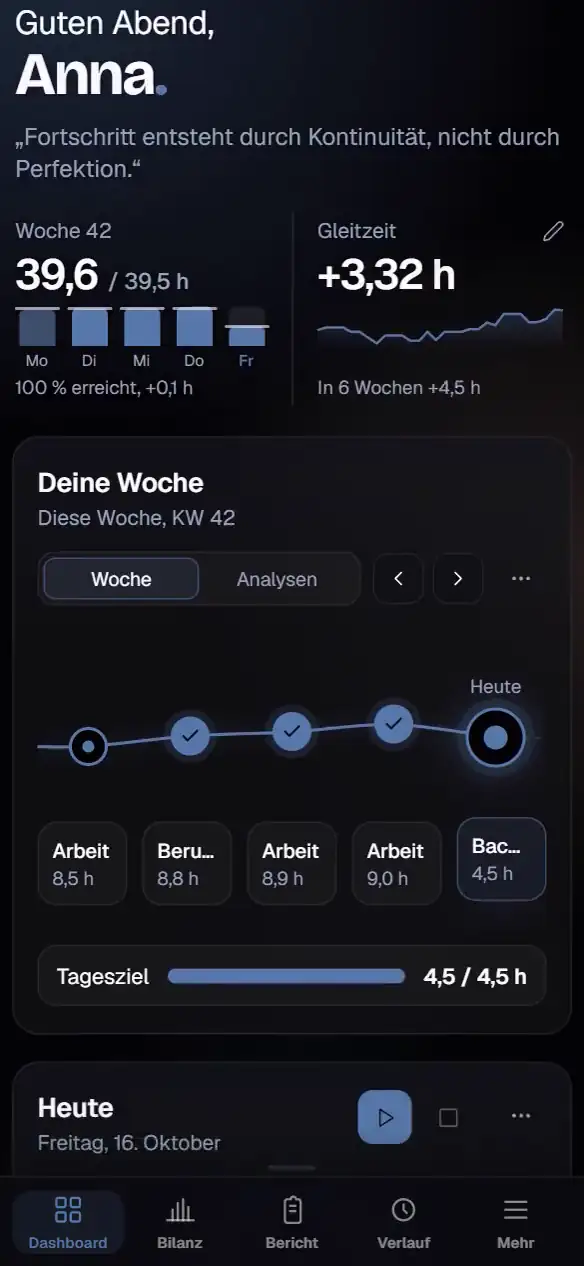 Guten Abend,
Anna.
„Fortschritt entsteht durch Kontinuität, nicht durch
Perfektion.“
Woche 42
39,6 / 39,5 h
Mo Di Mi Do Fr
100 % erreicht, +0,1 h
Gleitzeit
+3,32 h
In 6 Wochen +4,5 h
Deine Woche
Diese Woche, KW 42
Woche Analysen
Heute
Arbeit Beru... Arbeit Arbeit Bac...
8,5 h 8,8 h 8,9 h 9,0 h 4,5 h
Tagesziel 4,5 / 4,5 h
Heute
Freitag, 16. Oktober
Dashboard Bilanz Bericht Verlauf Mehr